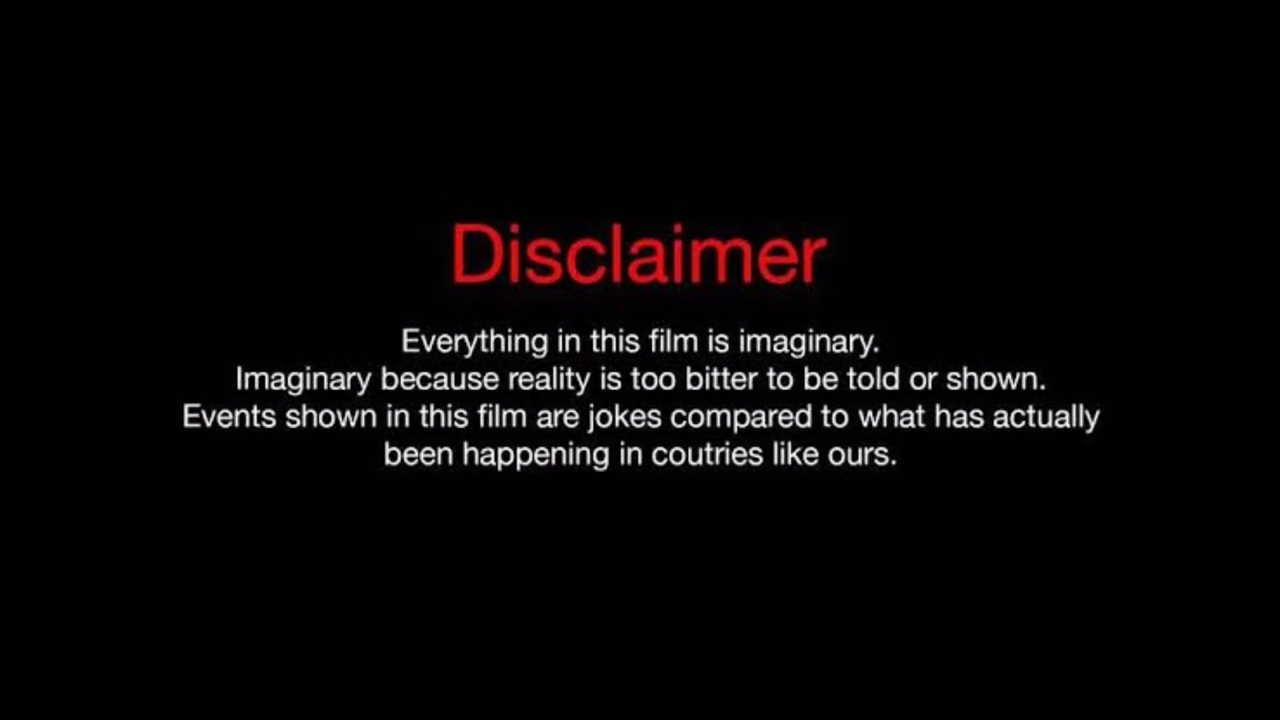 Disclaimer
Everything in this film is imaginary.
Imaginary because reality is too bitter to be told or shown.
Events shown in this film are jokes compared to what has actually
been happening in coutries like ours.